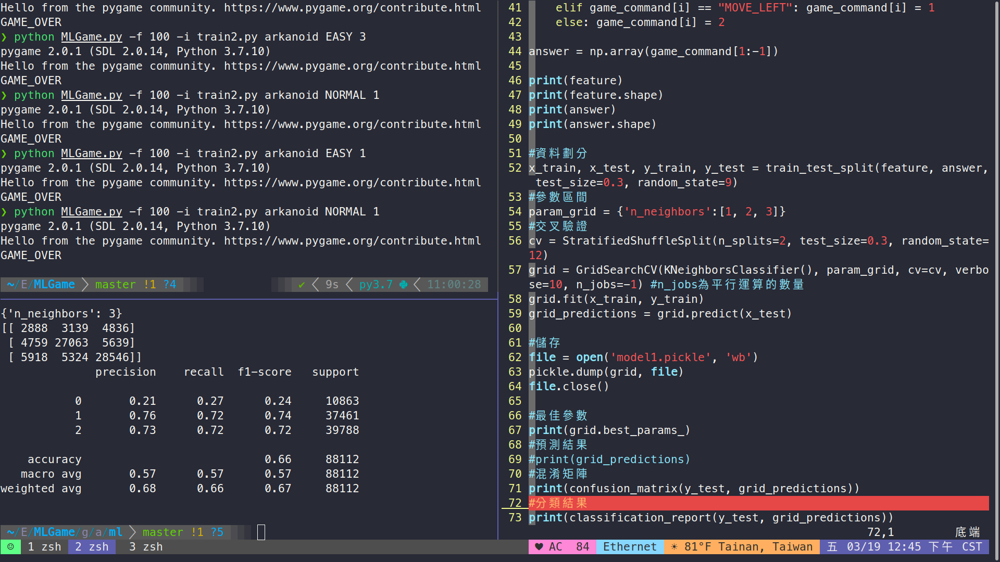 Hello from the pygame community. https://www.pygame.org/contribute.html
GAME_OVER
❯ python MLGame.py -f 100 -i train2.py arkanoid EASY 3
pygame 2.0.1 (SDL 2.0.14, Python 3.7.10)
Hello from the pygame community. https://www.pygame.org/contribute.html
GAME_OVER
❯ python MLGame.py -f 100 -i train2.py arkanoid NORMAL 1
pygame 2.0.1 (SDL 2.0.14, Python 3.7.10)
Hello from the pygame community. https://www.pygame.org/contribute.html
GAME_OVER
❯ python MLGame.py -f 100 -i train2.py arkanoid EASY 1
pygame 2.0.1 (SDL 2.0.14, Python 3.7.10)
Hello from the pygame community. https://www.pygame.org/contribute.html
GAME_OVER
❯ python MLGame.py -f 100 -i train2.py arkanoid NORMAL 1
pygame 2.0.1 (SDL 2.0.14, Python 3.7.10)
Hello from the pygame community. https://www.pygame.org/contribute.html
GAME_OVER
~/E/MLGame master !1 ?4 ✔ 9s py3.7 11:00:28
{'n_neighbors': 3}
[[ 2888  3139  4836]
 [ 4759 27063  5639]
 [ 5918  5324 28546]]
precision    recall  f1-score   support
0       0.21      0.27      0.24     10863
1       0.76      0.72      0.74     37461
2       0.73      0.72      0.72     39788
accuracy                           0.66     88112
macro avg       0.57      0.57      0.57     88112
weighted avg       0.68      0.66      0.67     88112
~/E/MLGame/g/a/ml master !1 ?5
41     elif game_command[i] == "MOVE_LEFT": game_command[i] = 1
42     else: game_command[i] = 2
43
44 answer = np.array(game_command[1:-1])
45
46 print(feature)
47 print(feature.shape)
48 print(answer)
49 print(answer.shape)
50
51 #資料劃分
52 x_train, x_test, y_train, y_test = train_test_split(feature, answer,
test_size=0.3, random_state=9)
53 #參數區間
54 param_grid = {'n_neighbors':[1, 2, 3]}
55 #交叉驗證
56 cv = StratifiedShuffleSplit(n_splits=2, test_size=0.3, random_state=
12)
57 grid = GridSearchCV(KNeighborsClassifier(), param_grid, cv=cv, verbo
se=10, n_jobs=-1) #n_jobs為平行運算的數量
58 grid.fit(x_train, y_train)
59 grid_predictions = grid.predict(x_test)
60
61 #儲存
62 file = open('model1.pickle', 'wb')
63 pickle.dump(grid, file)
64 file.close()
65
66 #最佳參數
67 print(grid.best_params_)
68 #預測結果
69 #print(grid_predictions)
70 #混淆矩陣
71 print(confusion_matrix(y_test, grid_predictions))
72 #分類結果
73 print(classification_report(y_test, grid_predictions))
72,1 底端
☺ 1 zsh 2 zsh 3 zsh ♥ AC 84 Ethernet ☀ 81°F Tainan, Taiwan 五 03/19 12:45 下午 CST